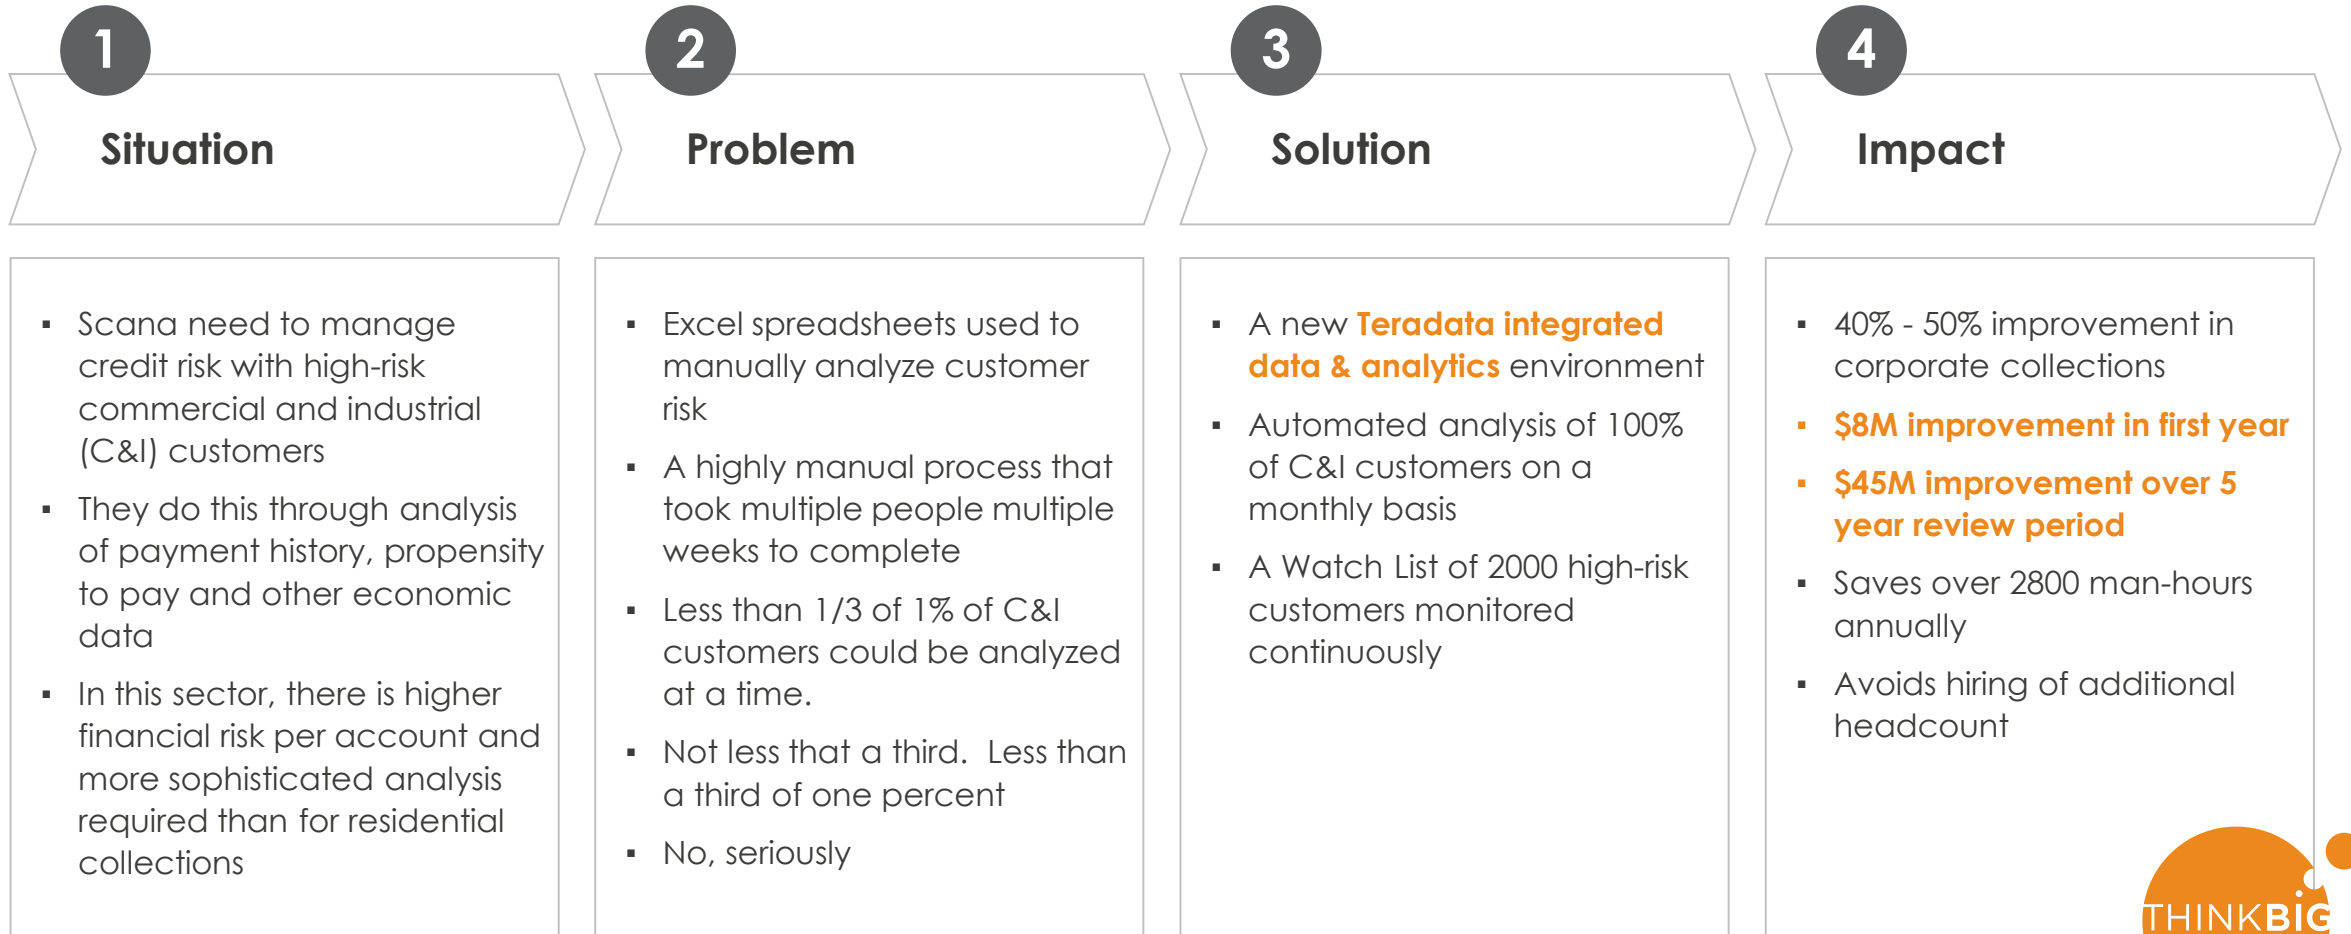 1
Situation
▪ Scana need to manage
credit risk with high-risk
commercial and industrial
(C&I) customers
▪ They do this through analysis
of payment history, propensity
to pay and other economic
data
▪ In this sector, there is higher
financial risk per account and
more sophisticated analysis
required than for residential
collections
2
Problem
▪ Excel spreadsheets used to
manually analyze customer
risk
▪ A highly manual process that
took multiple people multiple
weeks to complete
▪ Less than 1/3 of 1% of C&I
customers could be analyzed
at a time.
▪ Not less that a third.  Less than
a third of one percent
▪ No, seriously
3
Solution
▪ A new Teradata integrated
data & analytics environment
▪ Automated analysis of 100%
of C&I customers on a
monthly basis
▪ A Watch List of 2000 high-risk
customers monitored
continuously
4
Impact
▪ 40% - 50% improvement in
corporate collections
▪ $8M improvement in first year
▪ $45M improvement over 5
year review period
▪ Saves over 2800 man-hours
annually
▪ Avoids hiring of additional
headcount
THINKBiG